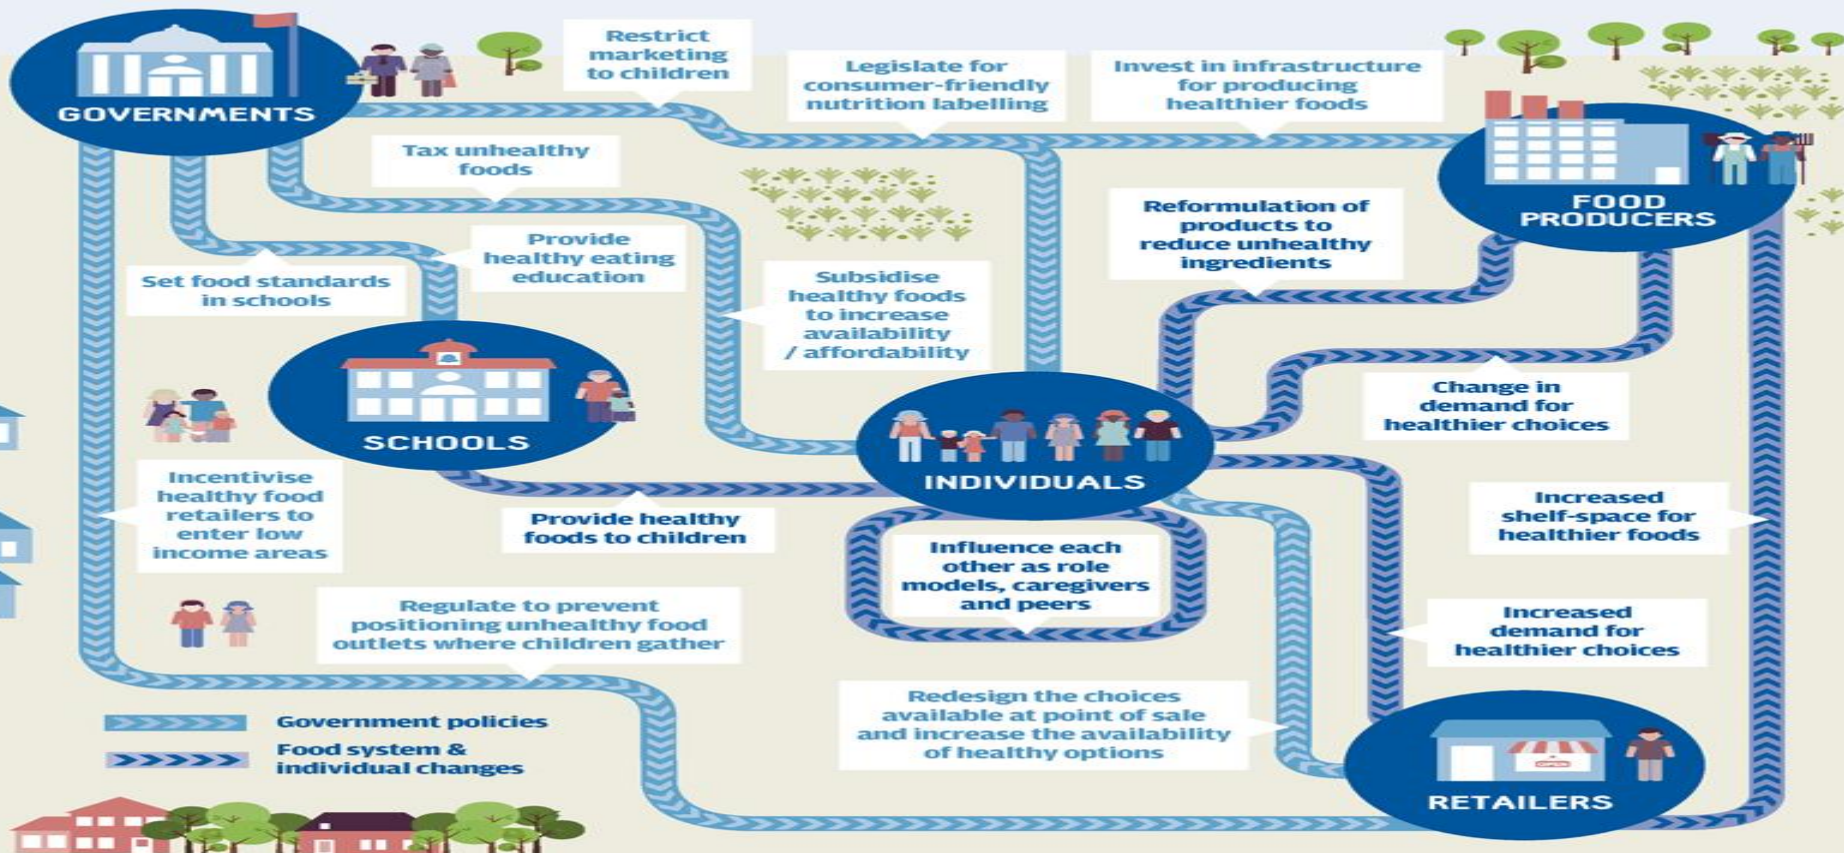 GOVERNMENTS
Restrict
marketing
to children
Legislate for
consumer-friendly
nutrition labelling
Invest in infrastructure
for producing
healthier foods
Tax unhealthy
foods
FOOD
PRODUCERS
Reformulation of
products to
reduce unhealthy
ingredients
Provide
healthy eating
education
Set food standards
in schools
Subsidise
healthy foods
to increase
availability
/ affordability
Change in
demand for
healthier choices
SCHOOLS
INDIVIDUALS
Incentivise
healthy food
retailers to
enter low
income areas
Provide healthy
foods to children
Increased
shelf-space for
healthier foods
Influence each
other as role
models, caregivers
and peers
Regulate to prevent
positioning unhealthy food
outlets where children gather
Increased
demand for
healthier choices
Redesign the choices
available at point of sale
and increase the availability
of healthy options
Government policies
Food system &
individual changes
OPEN
RETAILERS